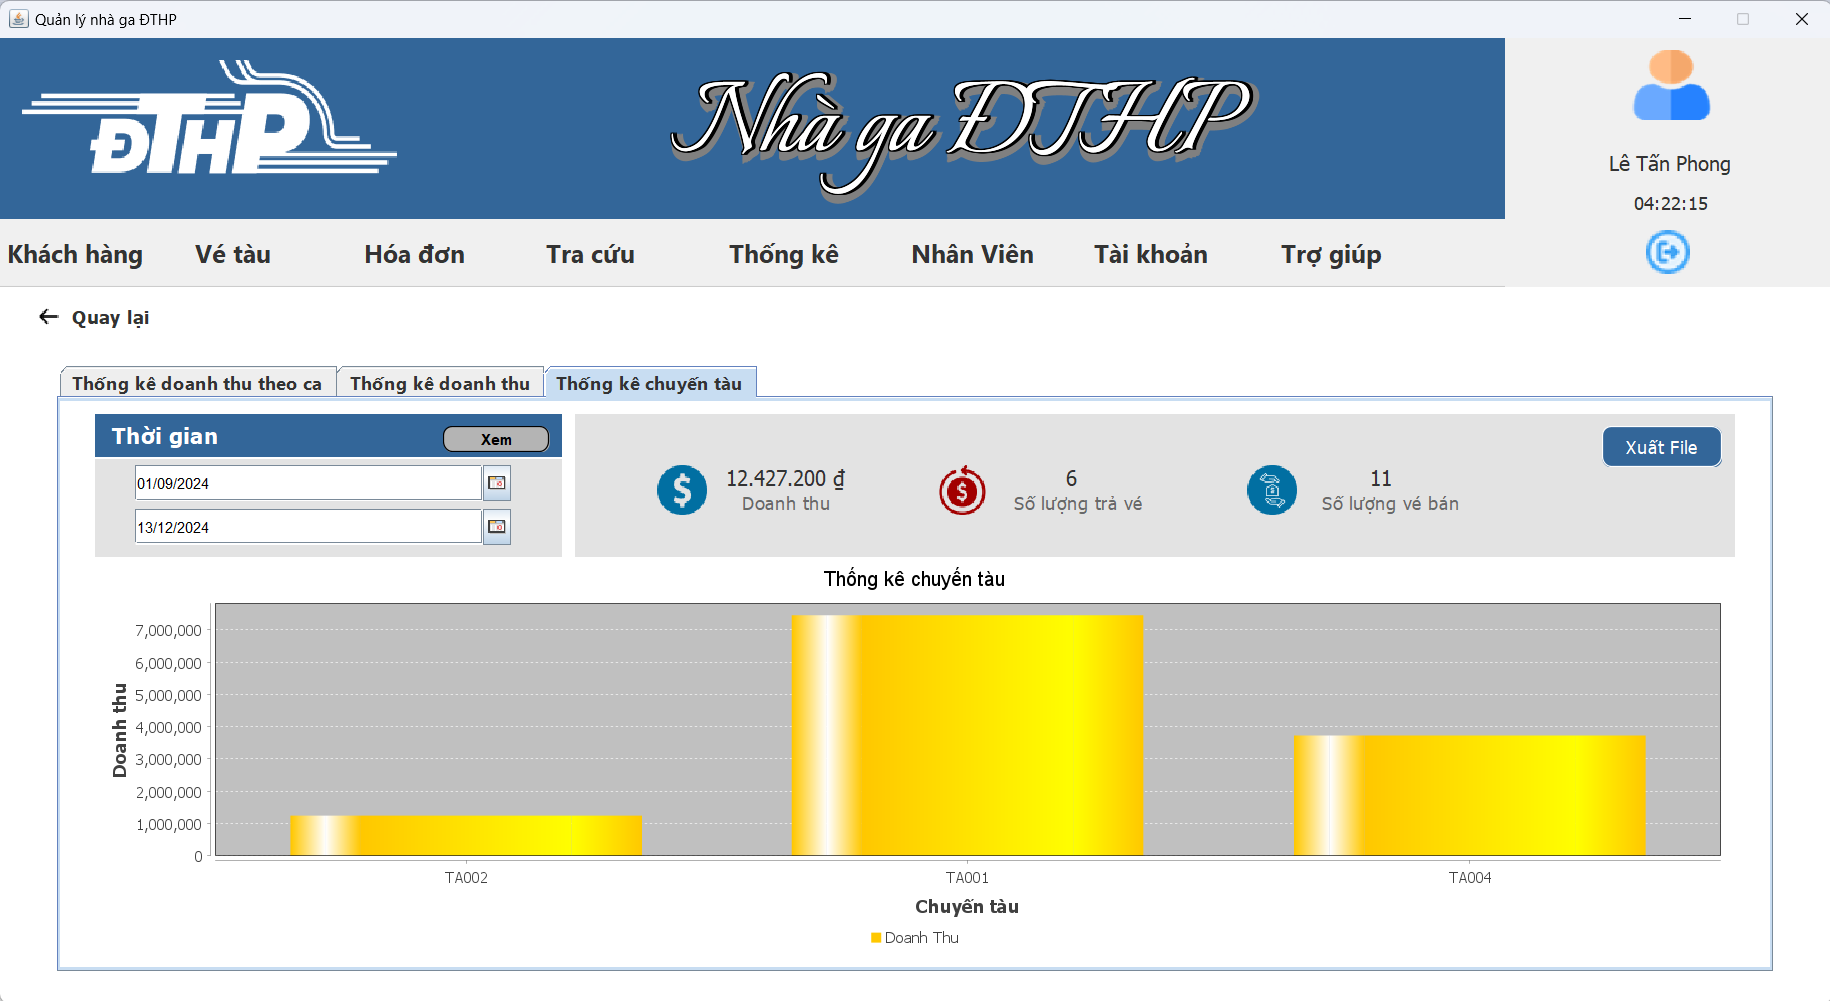 Quản lý nhà ga ĐTHP
ĐTHP
Nhà ga ĐTHP
Lê Tấn Phong
04:22:15
Khách hàng Vé tàu Hóa đơn Tra cứu Thống kê Nhân Viên Tài khoản Trợ giúp
Quay lại
Thống kê doanh thu theo ca Thống kê doanh thu Thống kê chuyến tàu
Thời gian Xem
01/09/2024
13/12/2024
12.427.200 ₫
Doanh thu
6
Số lượng trả vé
11
Số lượng vé bán
Xuất File
Thống kê chuyến tàu
Doanh thu
7,000,000
6,000,000
5,000,000
4,000,000
3,000,000
2,000,000
1,000,000
0
TA002 TA001 TA004
Chuyến tàu
Doanh Thu